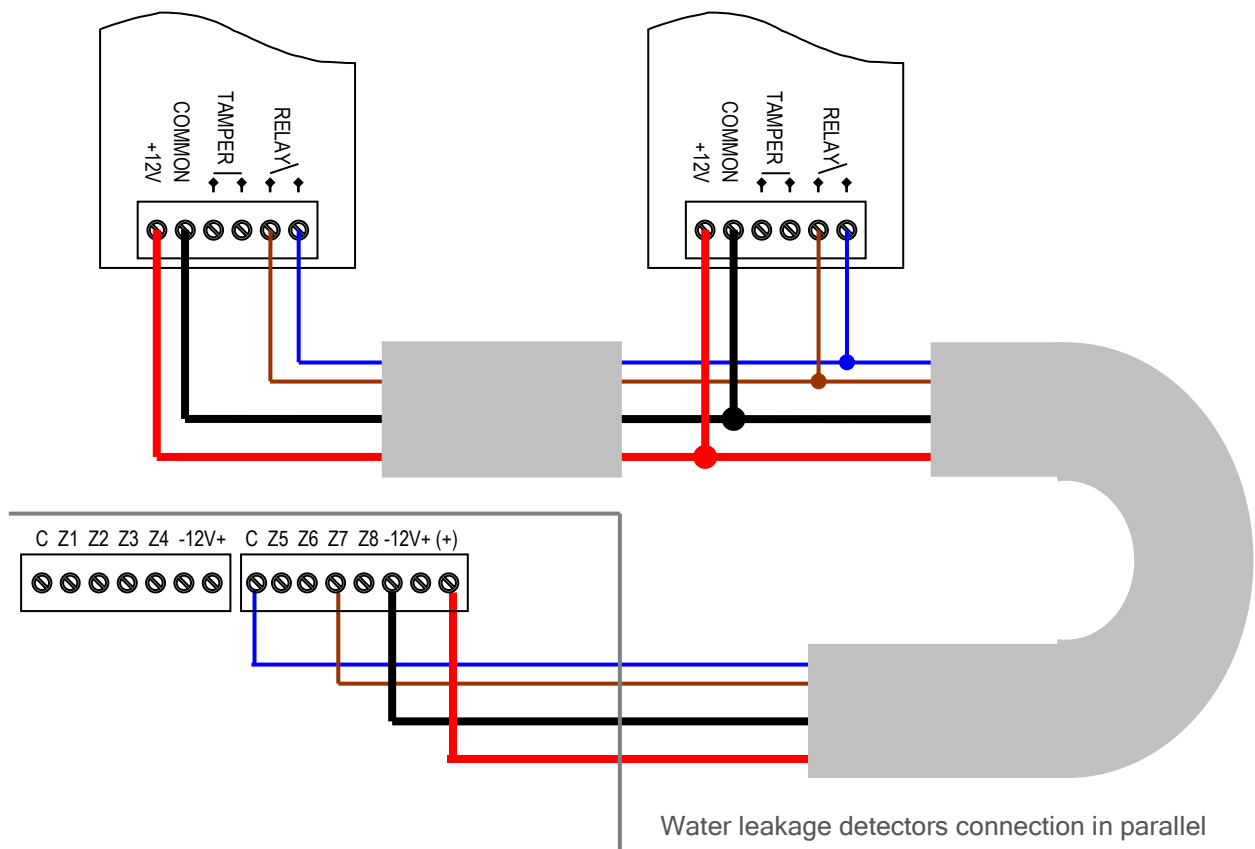 +12V
COMMON
TAMPER
RELAY
+12V
COMMON
TAMPER
RELAY
C Z1 Z2 Z3 Z4 -12V+
C Z5 Z6 Z7 Z8 -12V+ (+)
Water leakage detectors connection in parallel